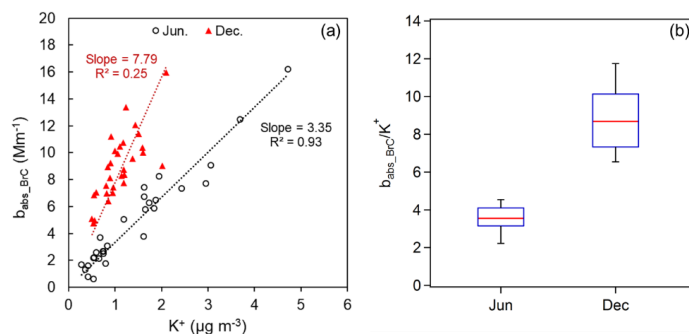 ○ Jun. ▲ Dec.
(a)
20
18
16
14
12
10
8
6
4
2
0
b_abs_BrC (Mm⁻¹)
Slope = 7.79
R² = 0.25
Slope = 3.35
R² = 0.93
0 1 2 3 4 5 6
K⁺ (µg m⁻³)
(b)
14
12
10
8
6
4
2
0
b_abs_BrC/K⁺
Jun Dec